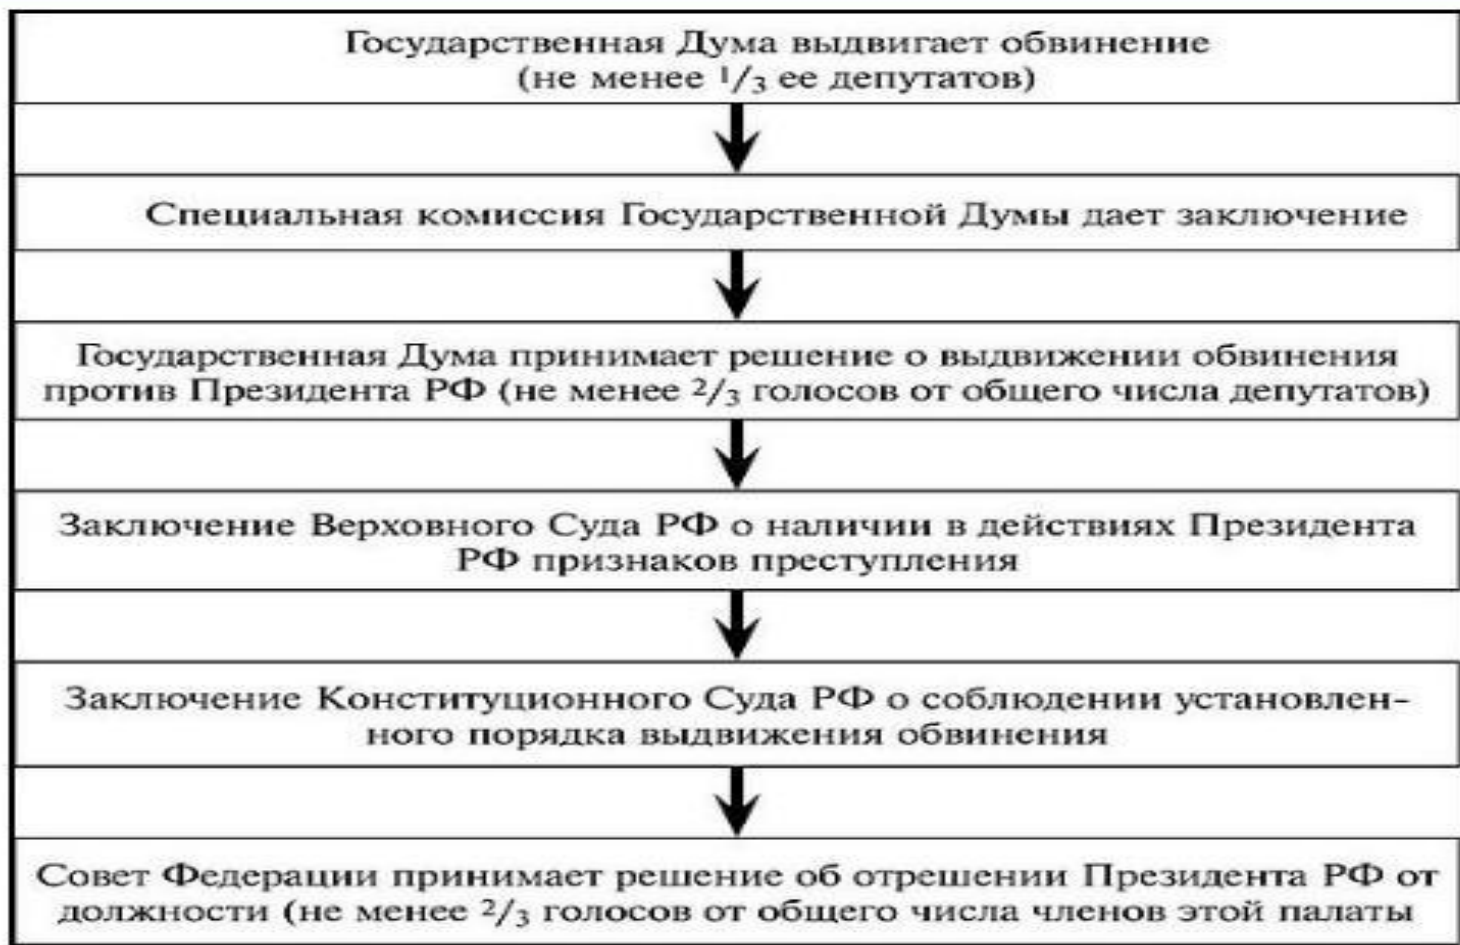 Государственная Дума выдвигает обвинение
(не менее 1/3 ее депутатов)
Специальная комиссия Государственной Думы дает заключение
Государственная Дума принимает решение о выдвижении обвинения
против Президента РФ (не менее 2/3 голосов от общего числа депутатов)
Заключение Верховного Суда РФ о наличии в действиях Президента
РФ признаков преступления
Заключение Конституционного Суда РФ о соблюдении установлен-
ного порядка выдвижения обвинения
Совет Федерации принимает решение об отрешении Президента РФ от
должности (не менее 2/3 голосов от общего числа членов этой палаты